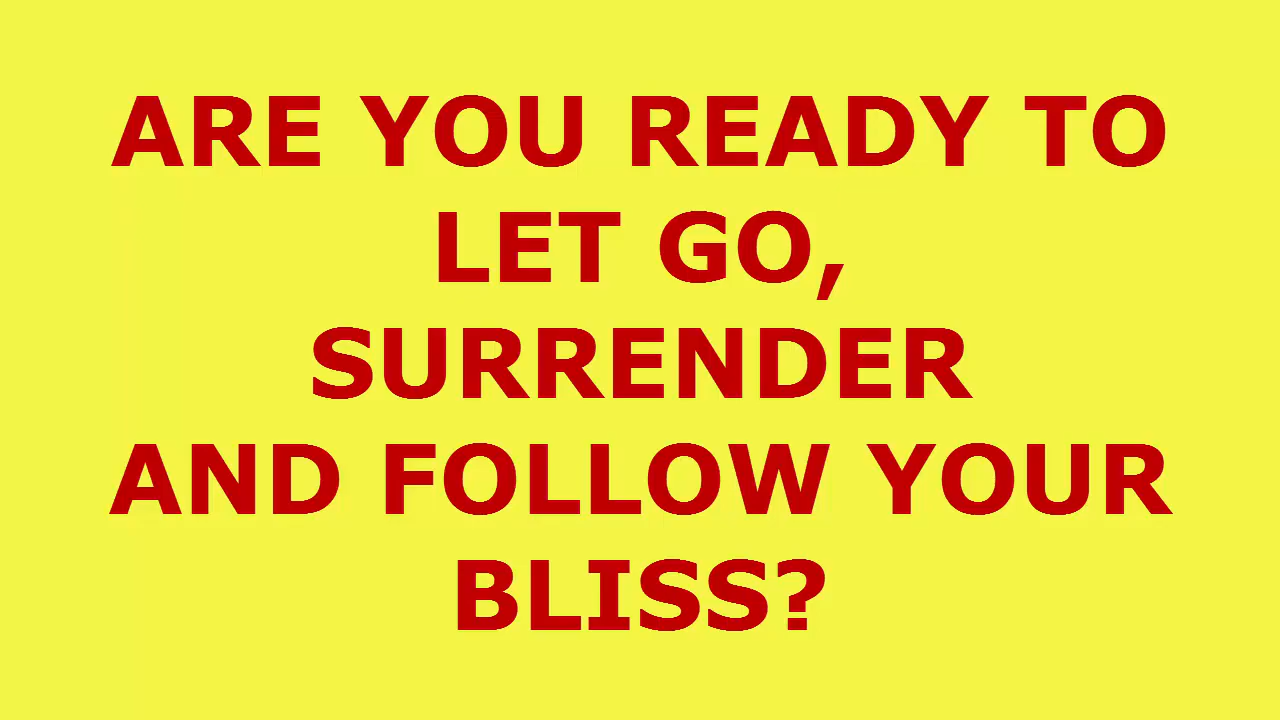 ARE YOU READY TO
LET GO,
SURRENDER
AND FOLLOW YOUR
BLISS?